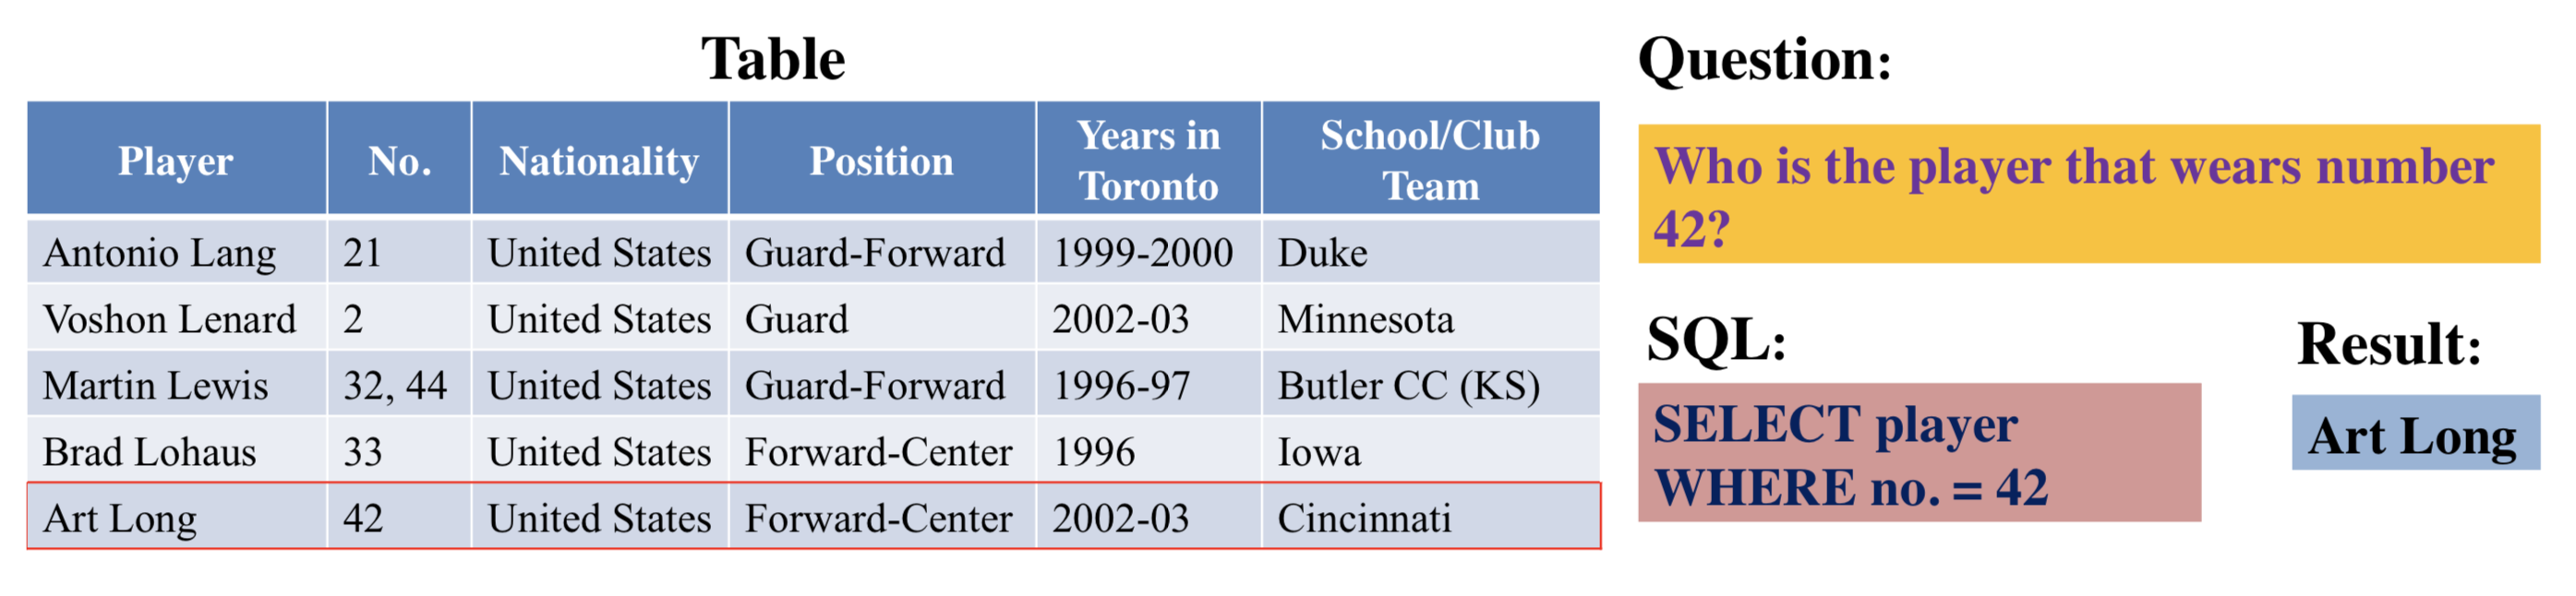 Table
Player No. Nationality Position Years in Toronto School/Club Team
Antonio Lang 21 United States Guard-Forward 1999-2000 Duke
Voshon Lenard 2 United States Guard 2002-03 Minnesota
Martin Lewis 32, 44 United States Guard-Forward 1996-97 Butler CC (KS)
Brad Lohaus 33 United States Forward-Center 1996 Iowa
Art Long 42 United States Forward-Center 2002-03 Cincinnati
Question:
Who is the player that wears number
42?
SQL:
SELECT player
WHERE no. = 42
Result:
Art Long